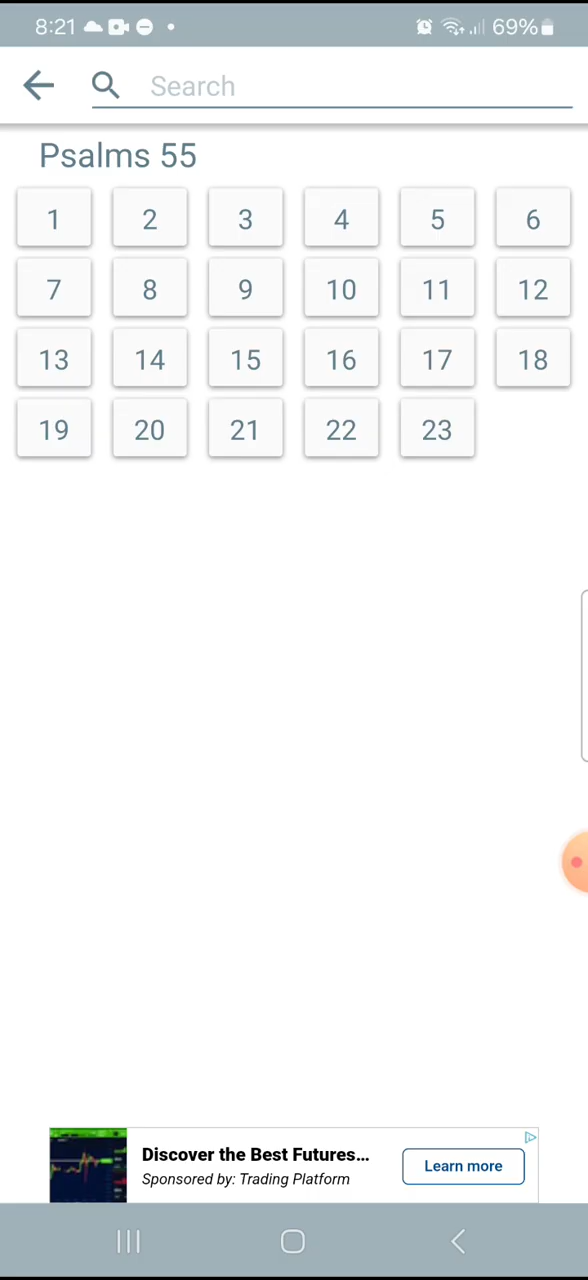 8:21 69%
Search
Psalms 55
1 2 3 4 5 6
7 8 9 10 11 12
13 14 15 16 17 18
19 20 21 22 23
Discover the Best Futures...
Sponsored by: Trading Platform
Learn more